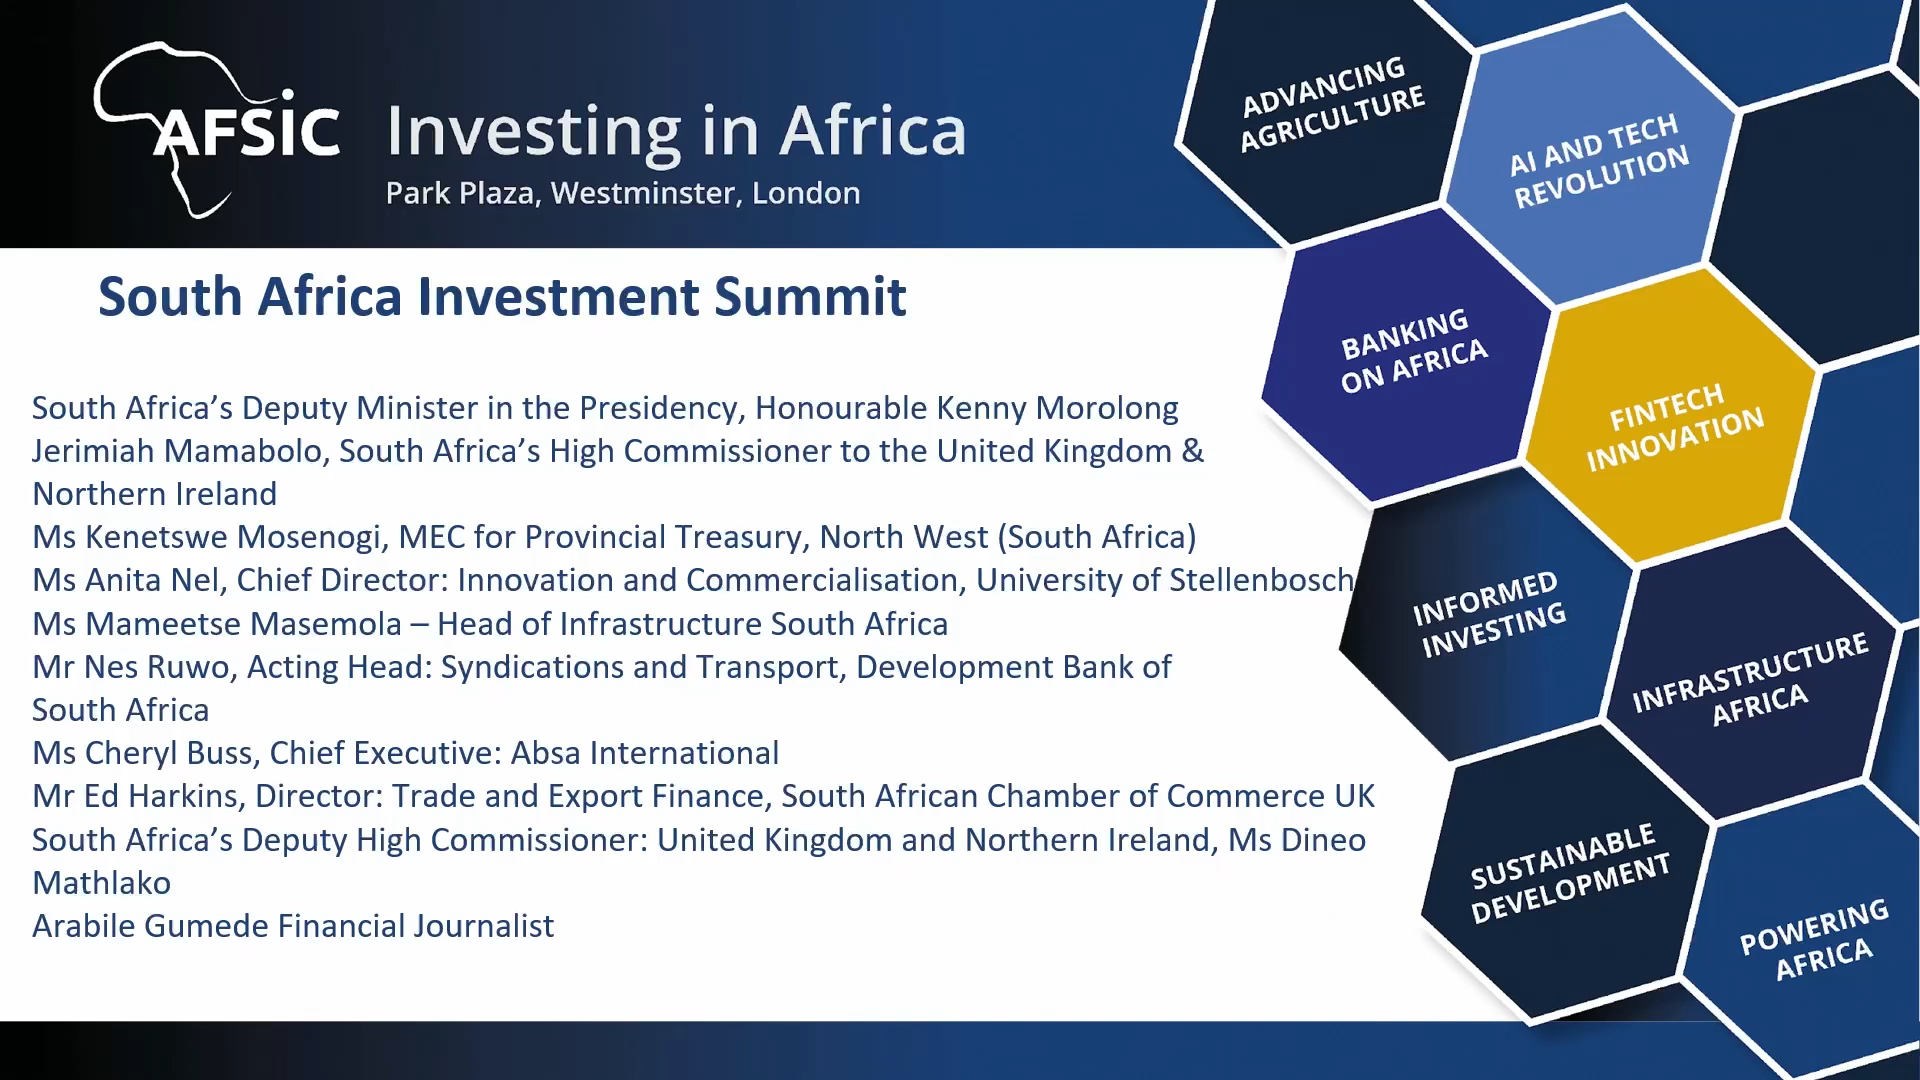 AFSIC
Investing in Africa
Park Plaza, Westminster, London
South Africa Investment Summit
South Africa’s Deputy Minister in the Presidency, Honourable Kenny Morolong
Jerimiah Mamabolo, South Africa’s High Commissioner to the United Kingdom &
Northern Ireland
Ms Kenetswe Mosenogi, MEC for Provincial Treasury, North West (South Africa)
Ms Anita Nel, Chief Director: Innovation and Commercialisation, University of Stellenbosch
Ms Mameetse Masemola – Head of Infrastructure South Africa
Mr Nes Ruwo, Acting Head: Syndications and Transport, Development Bank of
South Africa
Ms Cheryl Buss, Chief Executive: Absa International
Mr Ed Harkins, Director: Trade and Export Finance, South African Chamber of Commerce UK
South Africa’s Deputy High Commissioner: United Kingdom and Northern Ireland, Ms Dineo
Mathlako
Arabile Gumede Financial Journalist
ADVANCING
AGRICULTURE
AI AND TECH
REVOLUTION
BANKING
ON AFRICA
FINTECH
INNOVATION
INFORMED
INVESTING
INFRASTRUCTURE
AFRICA
SUSTAINABLE
DEVELOPMENT
POWERING
AFRICA